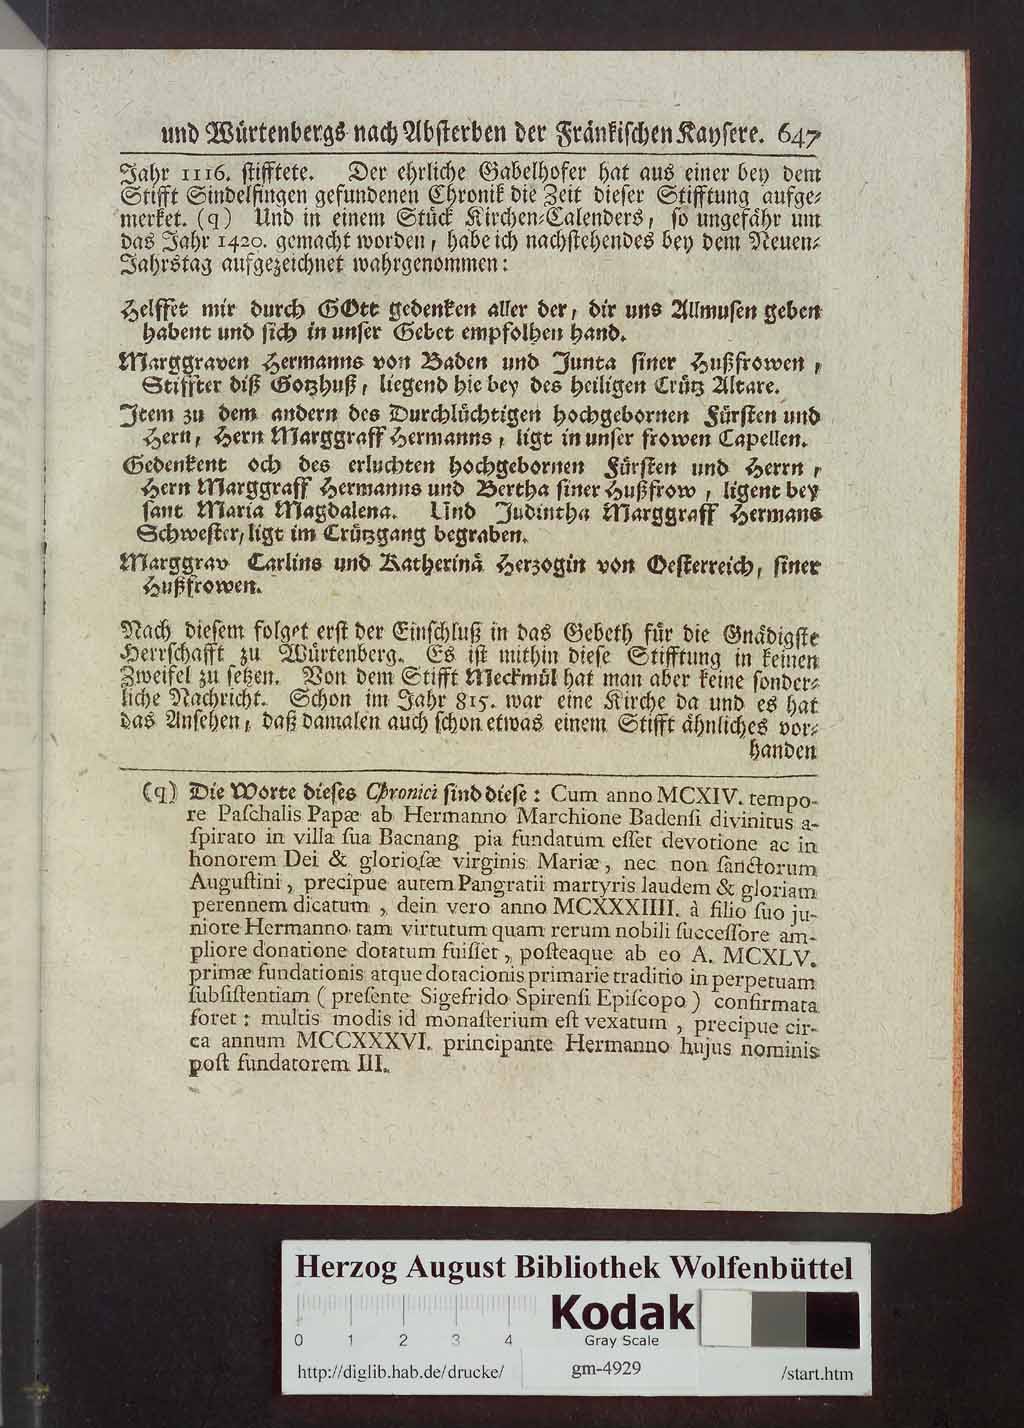 und Würtenbergs nach Absterben der Fränkischen Kaysere. 647
Jahr 1116. stifftete. Der ehrliche Gabelhofer hat aus einer bey dem
Stifft Sindelfingen gefundenen Chronik die Zeit dieser Stifftung aufge-
merket. (q) Und in einem Stück Kirchen-Calenders, so ungefähr um
das Jahr 1420. gemacht worden, habe ich nachstehendes bey dem Neuen-
Jahrstag aufgezeichnet wahrgenommen:
Helffet mir durch GOtt gedenken aller der, dir uns Allmusen geben
habent und sich in unser Gebet empfolhen hand.
Marggraven Hermanns von Baden und Junta siner Hußfrowen,
Stiffter diß Gotzhuß, liegend hie bey des heiligen Crütz Altare.
Item zu dem andern des Durchlüchtigen hochgebornen Fürsten und
Hern, Hern Marggraff Hermanns, ligt in unser frowen Capellen.
Gedenkent och des erluchten hochgebornen Fürsten und Herrn,
Hern Marggraff Hermanns und Bertha siner Hußfrow, ligent bey
sant Maria Magdalena. Und Judintha Marggraff Hermans
Schwester, ligt im Crützgang begraben.
Marggrav Carlins und Katherinä Herzogin von Oesterreich, siner
Hußfrowen.
Nach diesem folget erst der Einschluß in das Gebeth für die Gnädigste
Herrschafft zu Würtenberg. Es ist mithin diese Stifftung in keinen
Zweifel zu setzen. Von dem Stifft Meckmül hat man aber keine sonder-
liche Nachricht. Schon im Jahr 815. war eine Kirche da und es hat
das Ansehen, daß damalen auch schon etwas einem Stifft ähnliches vor-
handen
(q) Die Worte dieses Chronici sind diese: Cum anno MCXIV. tempo-
re Paschalis Papæ ab Hermanno Marchione Badensi divinitus a-
spirato in villa sua Bacnang pia fundatum esset devotione ac in
honorem Dei & gloriosæ virginis Mariæ, nec non sanctorum
Augustini, precipue autem Pangratii martyris laudem & gloriam
perennem dicatum, dein vero anno MCXXXIIII. à filio suo ju-
niore Hermanno tam virtutum quam rerum nobili successore am-
pliore donatione dotatum fuisset, posteaque ab eo A. MCXLV.
primæ fundationis atque dotacionis primarie traditio in perpetuam
subsistentiam (presente Sigefrido Spirensi Episcopo) confirmata
foret: multis modis id monasterium est vexatum, precipue cir-
ca annum MCCXXXVI. principante Hermanno hujus nominis
post fundatorem III.
Herzog August Bibliothek Wolfenbüttel
Kodak
Gray Scale
0 1 2 3 4
http://diglib.hab.de/drucke/ gm-4929 /start.htm